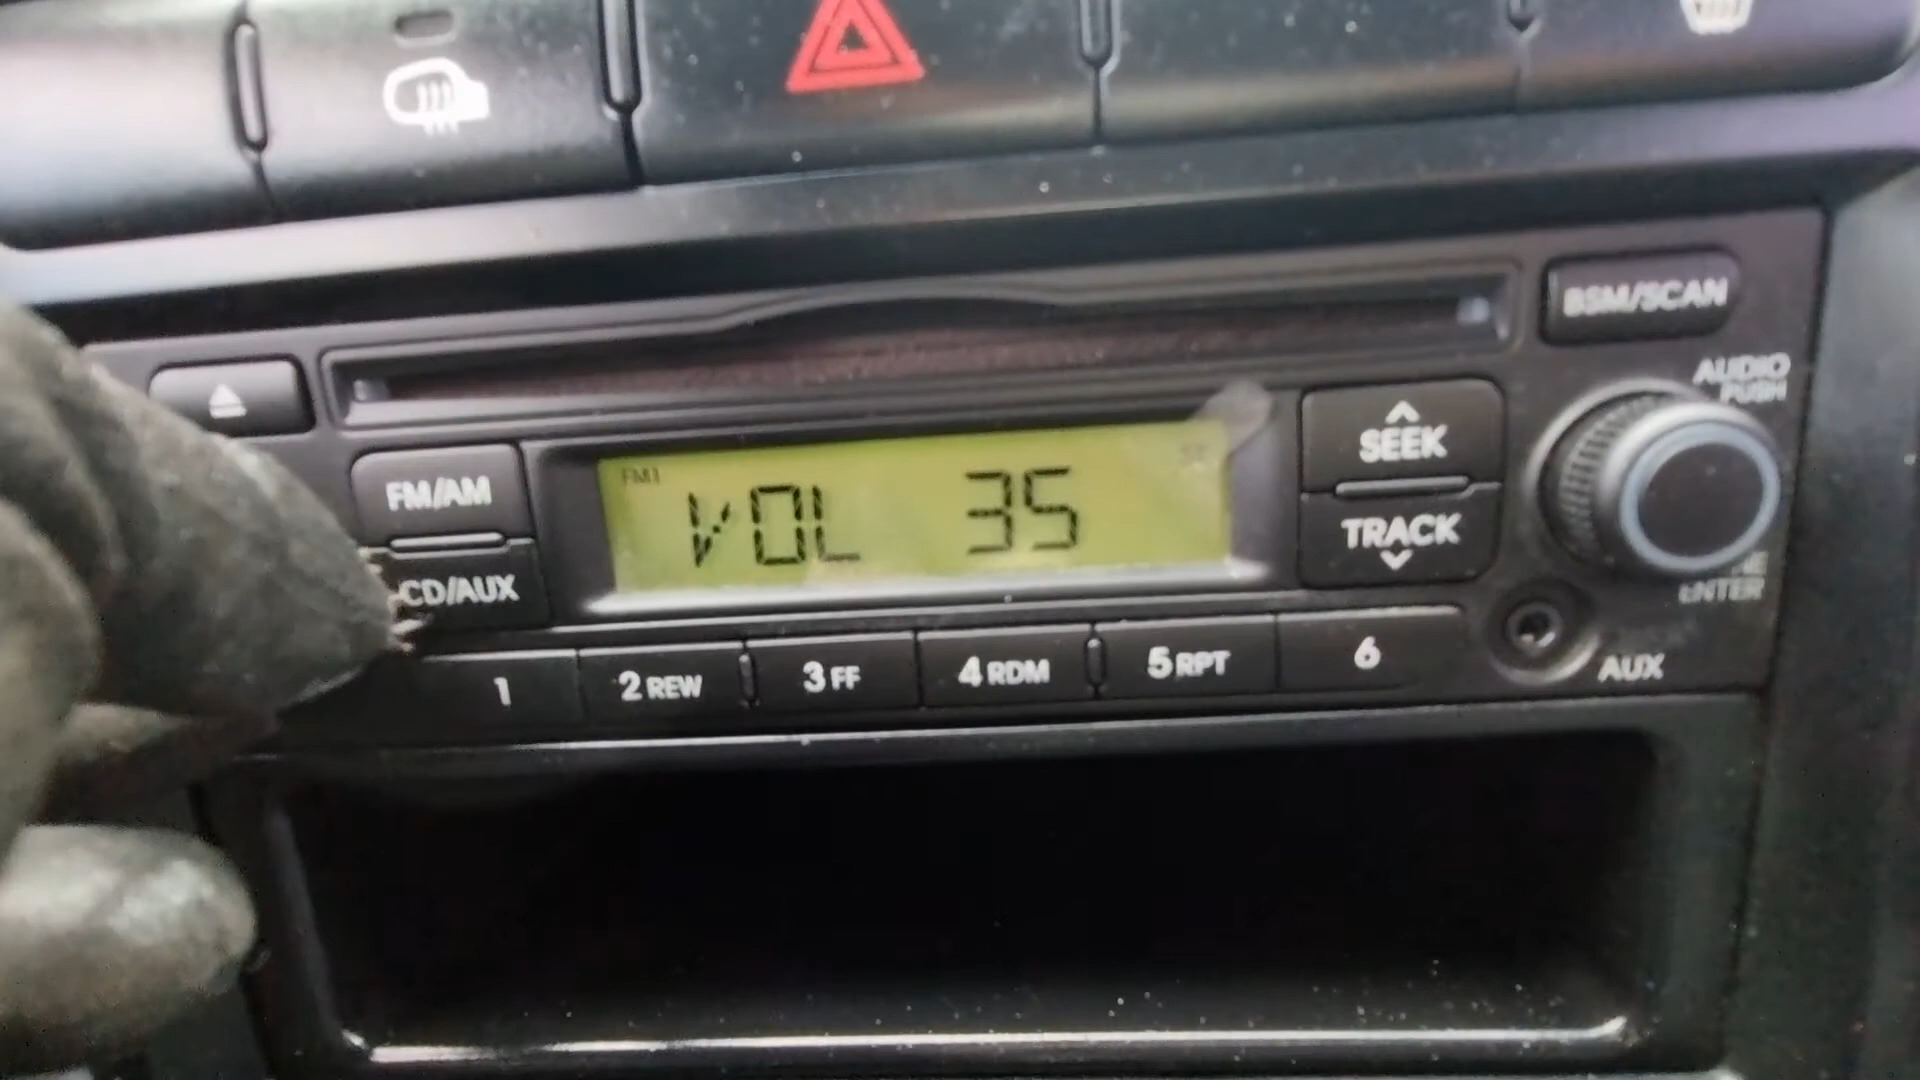 BSM/SCAN
AUDIO
PUSH
FM/AM
FM1
VOL 35
SEEK
TRACK
CD/AUX
ENTER
1
2 REW
3 FF
4 RDM
5 RPT
6
AUX